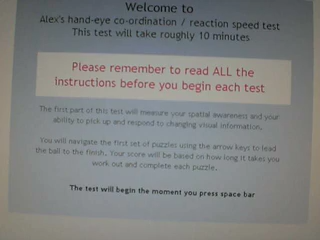 Welcome to
Alex's hand-eye co-ordination / reaction speed test
This test will take roughly 10 minutes
Please remember to read ALL the
instructions before you begin each test
The first part of this test will measure your spatial awareness and your
ability to pick up and respond to changing visual information.
You will navigate the first set of puzzles using the arrow keys to lead
the ball to the finish. Your score will be based on how long it takes you
work out and complete each puzzle.
The test will begin the moment you press space bar